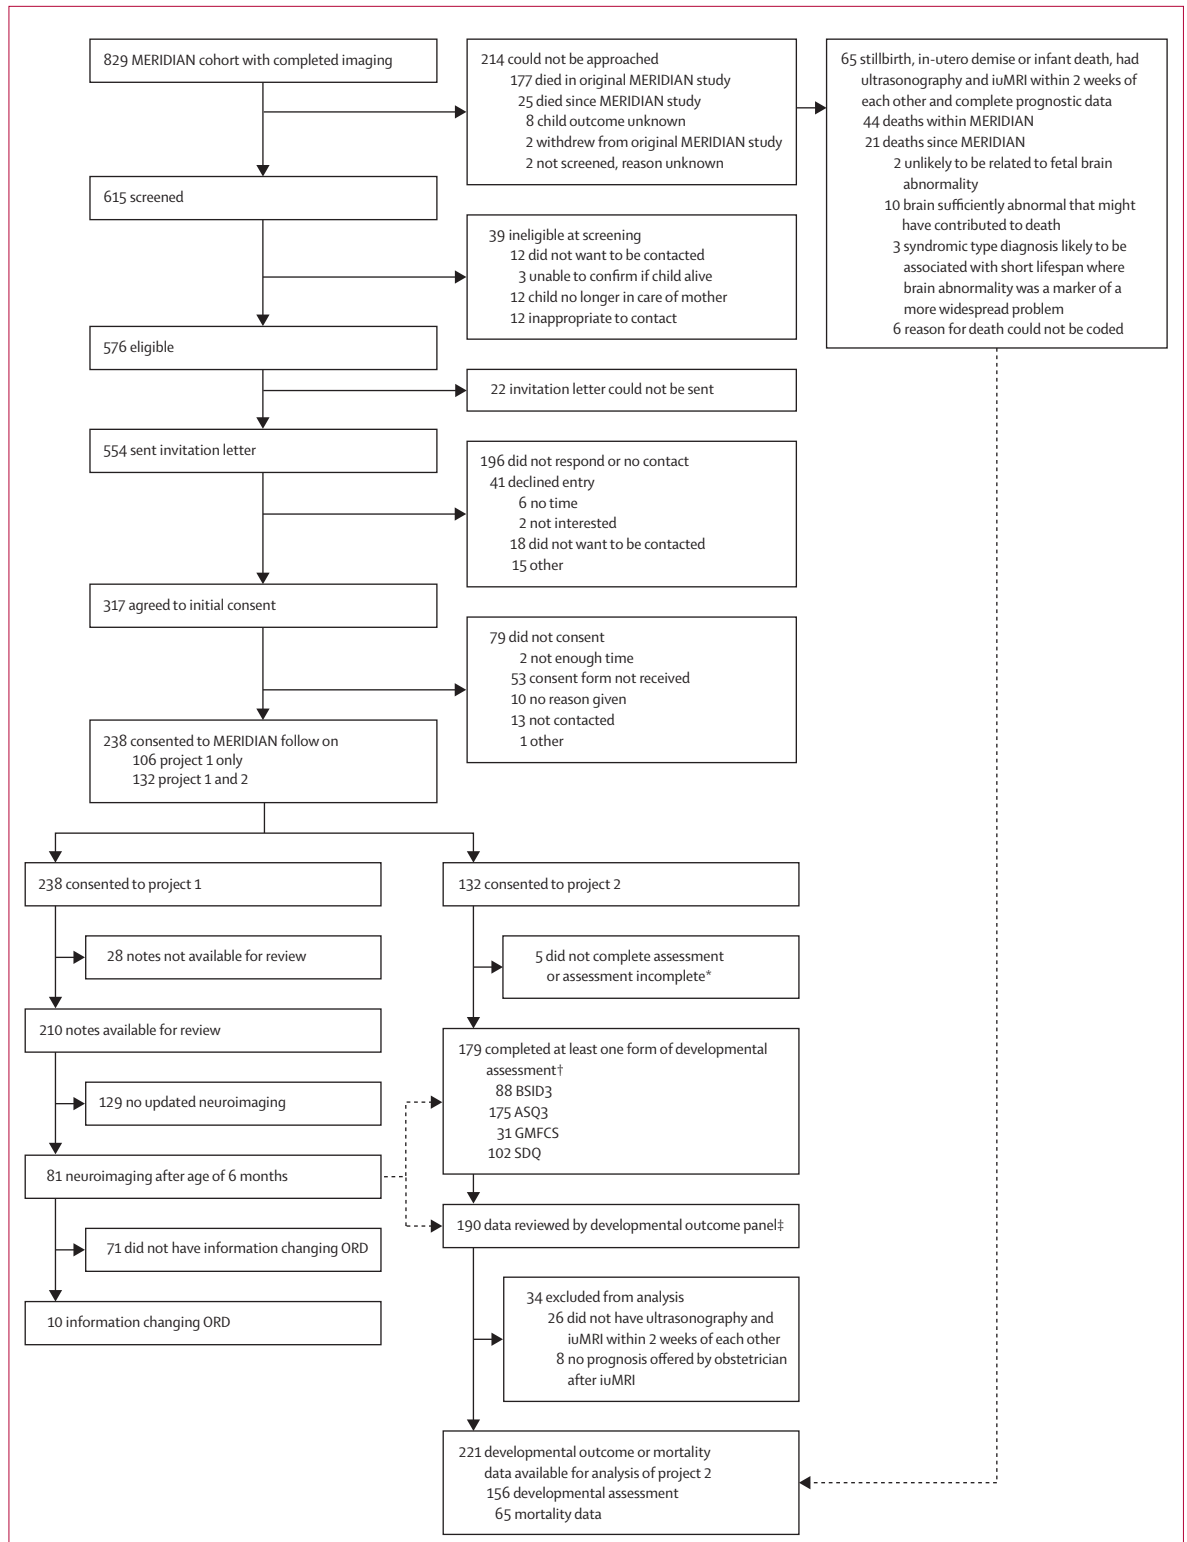 829 MERIDIAN cohort with completed imaging
214 could not be approached
177 died in original MERIDIAN study
25 died since MERIDIAN study
8 child outcome unknown
2 withdrew from original MERIDIAN study
2 not screened, reason unknown
65 stillbirth, in-utero demise or infant death, had
ultrasonography and iuMRI within 2 weeks of
each other and complete prognostic data
44 deaths within MERIDIAN
21 deaths since MERIDIAN
2 unlikely to be related to fetal brain
abnormality
10 brain sufficiently abnormal that might
have contributed to death
3 syndromic type diagnosis likely to be
associated with short lifespan where
brain abnormality was a marker of a
more widespread problem
6 reason for death could not be coded
615 screened
39 ineligible at screening
12 did not want to be contacted
3 unable to confirm if child alive
12 child no longer in care of mother
12 inappropriate to contact
576 eligible
22 invitation letter could not be sent
554 sent invitation letter
196 did not respond or no contact
41 declined entry
6 no time
2 not interested
18 did not want to be contacted
15 other
317 agreed to initial consent
79 did not consent
2 not enough time
53 consent form not received
10 no reason given
13 not contacted
1 other
238 consented to MERIDIAN follow on
106 project 1 only
132 project 1 and 2
238 consented to project 1
28 notes not available for review
210 notes available for review
129 no updated neuroimaging
81 neuroimaging after age of 6 months
71 did not have information changing ORD
10 information changing ORD
132 consented to project 2
5 did not complete assessment
or assessment incomplete*
179 completed at least one form of developmental
assessment†
88 BSID3
175 ASQ3
31 GMFCS
102 SDQ
190 data reviewed by developmental outcome panel‡
34 excluded from analysis
26 did not have ultrasonography and
iuMRI within 2 weeks of each other
8 no prognosis offered by obstetrician
after iuMRI
221 developmental outcome or mortality
data available for analysis of project 2
156 developmental assessment
65 mortality data